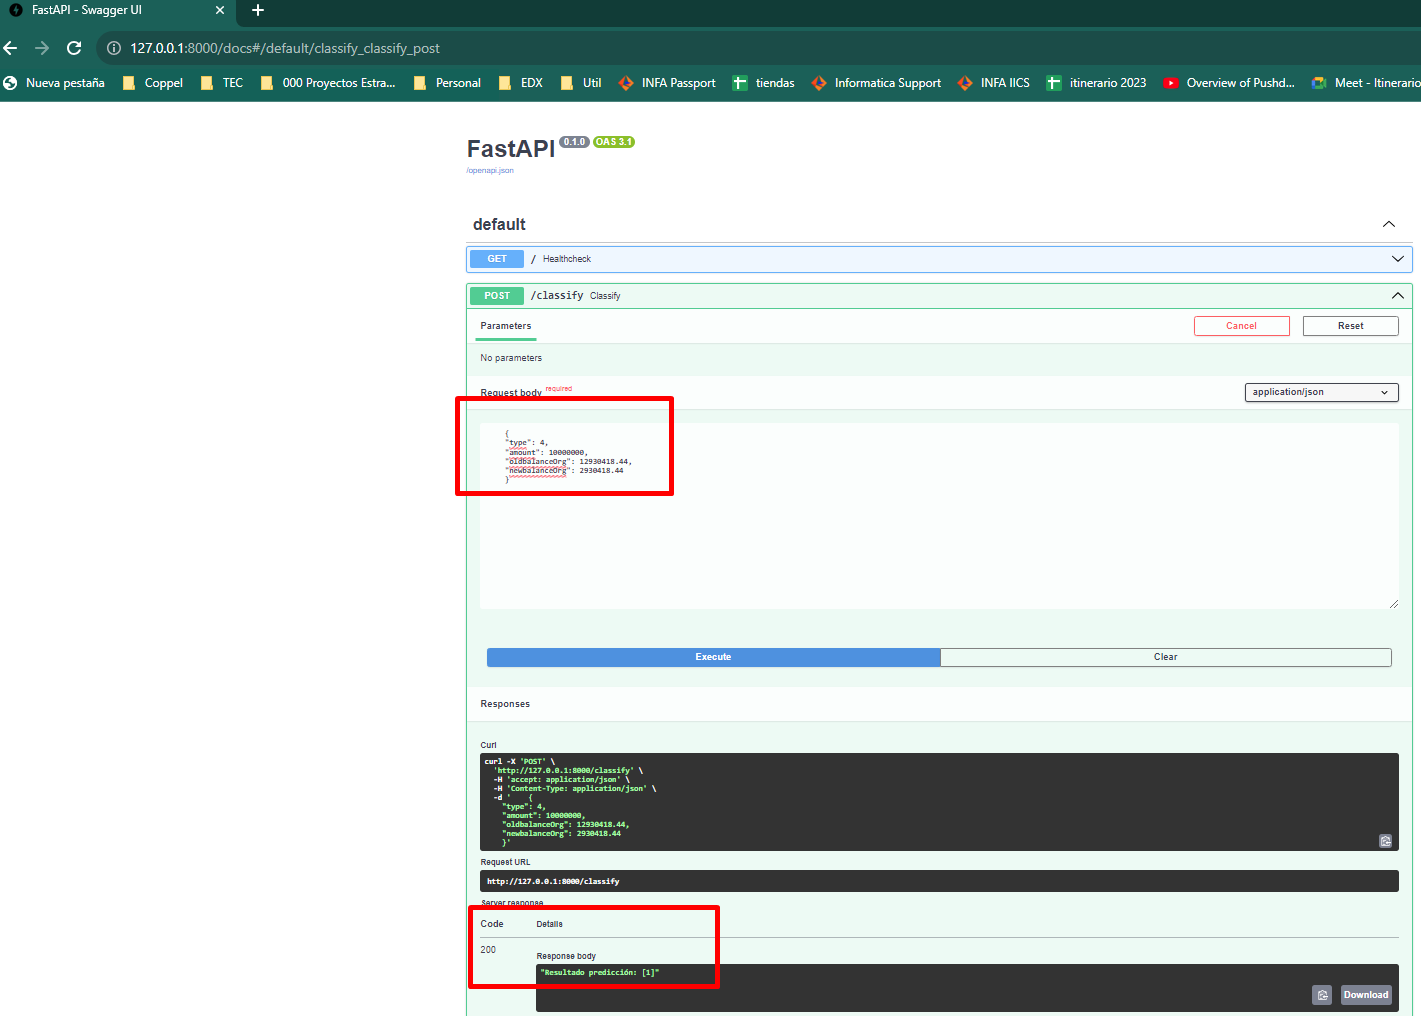 FastAPI - Swagger UI
127.0.0.1:8000/docs#/default/classify_classify_post
Nueva pestaña Coppel TEC 000 Proyectos Estra... Personal EDX Util INFA Passport tiendas Informatica Support INFA IICS itinerario 2023 Overview of Pushd... Meet - Itinerario
FastAPI 0.1.0 OAS 3.1
/openapi.json
default
GET / Healthcheck
POST /classify Classify
Parameters Cancel Reset
No parameters
Request body required application/json
{
"type": 4,
"amount": 10000000,
"oldbalanceOrg": 12930418.44,
"newbalanceOrg": 2930418.44
}
Execute Clear
Responses
Curl
curl -X 'POST' \
'http://127.0.0.1:8000/classify' \
-H 'accept: application/json' \
-H 'Content-Type: application/json' \
-d ' {
"type": 4,
"amount": 10000000,
"oldbalanceOrg": 12930418.44,
"newbalanceOrg": 2930418.44
}'
Request URL
http://127.0.0.1:8000/classify
Server response
Code Details
200
Response body
"Resultado predicción: [1]"
Download